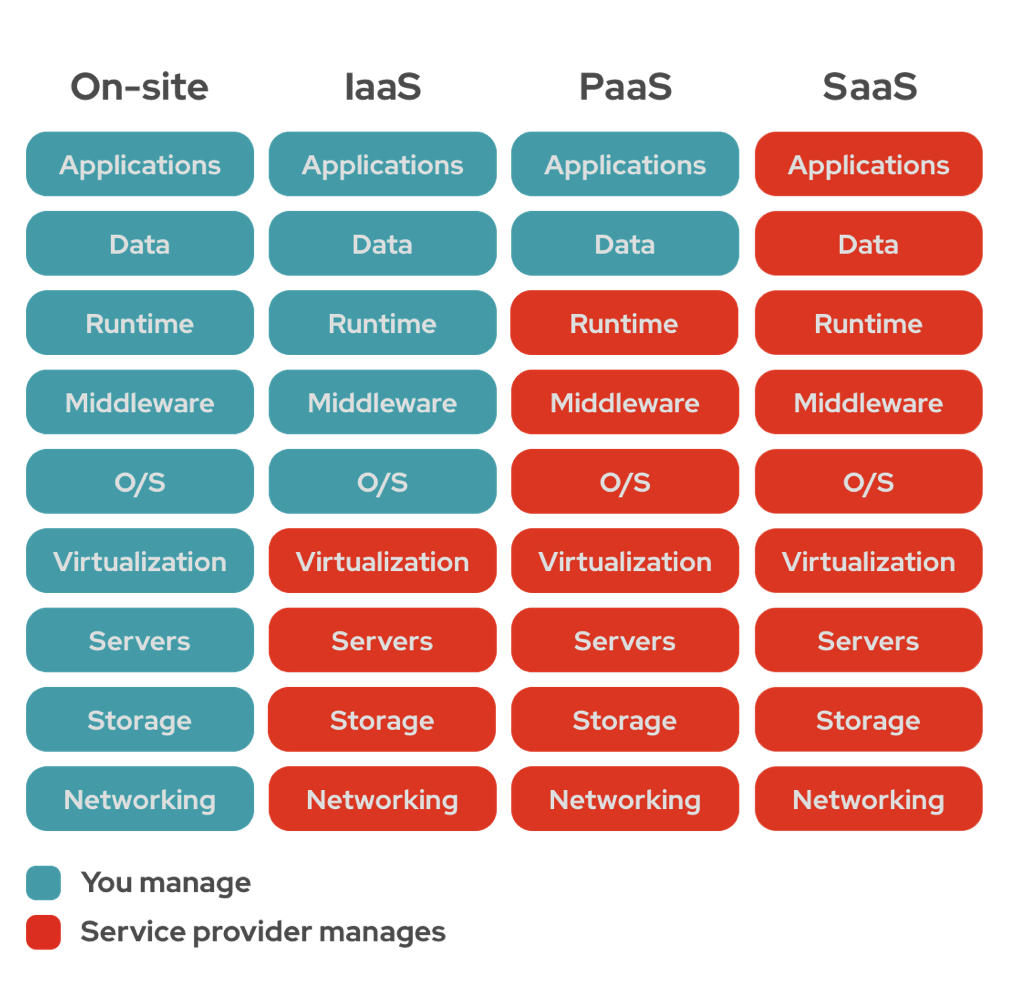 On-site IaaS PaaS SaaS
Applications Applications Applications Applications
Data Data Data Data
Runtime Runtime Runtime Runtime
Middleware Middleware Middleware Middleware
O/S O/S O/S O/S
Virtualization Virtualization Virtualization Virtualization
Servers Servers Servers Servers
Storage Storage Storage Storage
Networking Networking Networking Networking
You manage
Service provider manages